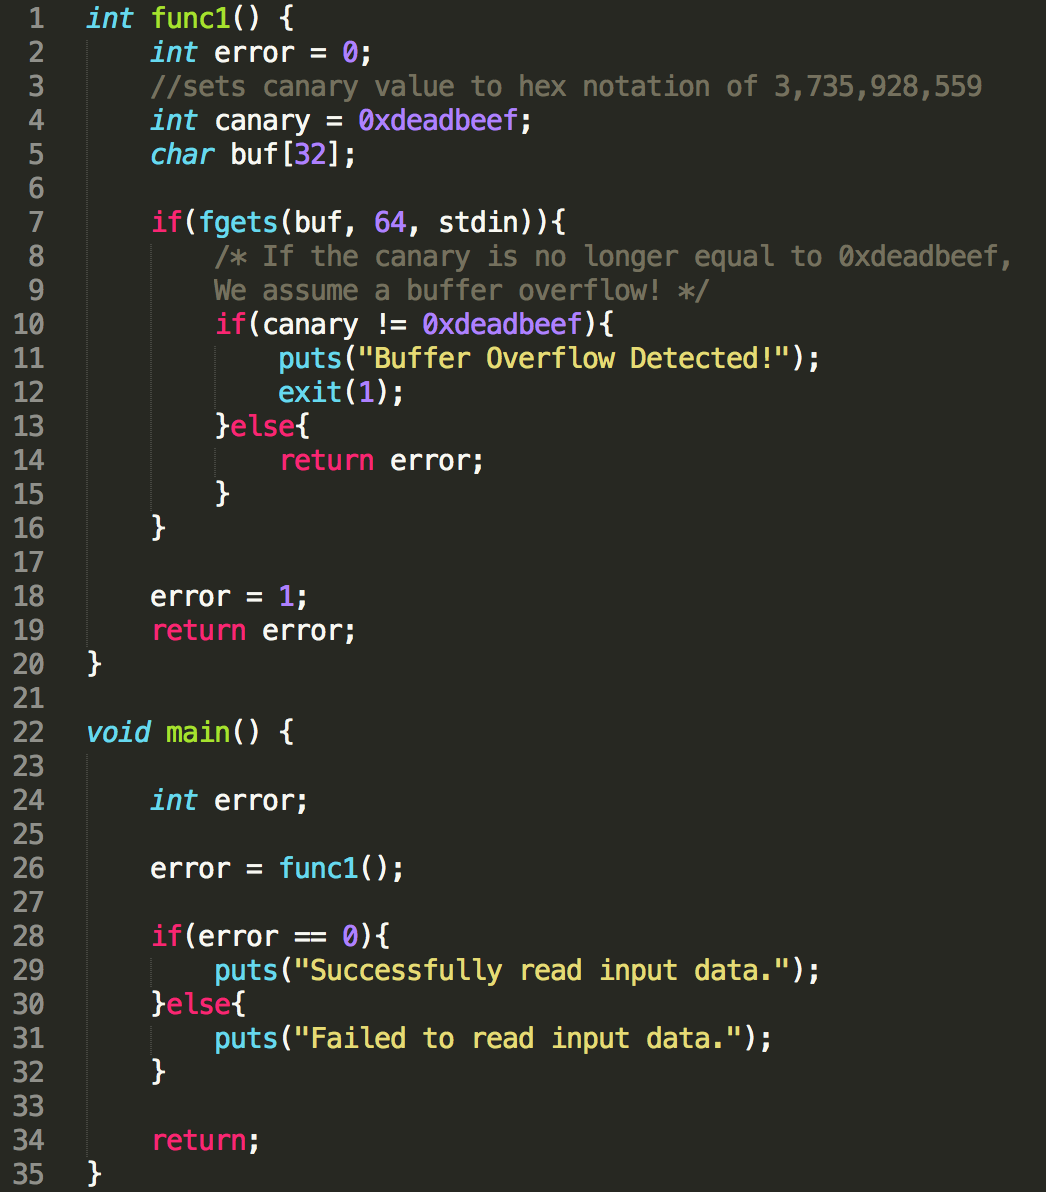 1 int func1() {
2     int error = 0;
3     //sets canary value to hex notation of 3,735,928,559
4     int canary = 0xdeadbeef;
5     char buf[32];
6
7     if(fgets(buf, 64, stdin)){
8         /* If the canary is no longer equal to 0xdeadbeef,
9         We assume a buffer overflow! */
10         if(canary != 0xdeadbeef){
11             puts("Buffer Overflow Detected!");
12             exit(1);
13         }else{
14             return error;
15         }
16     }
17
18     error = 1;
19     return error;
20 }
21
22 void main() {
23
24     int error;
25
26     error = func1();
27
28     if(error == 0){
29         puts("Successfully read input data.");
30     }else{
31         puts("Failed to read input data.");
32     }
33
34     return;
35 }